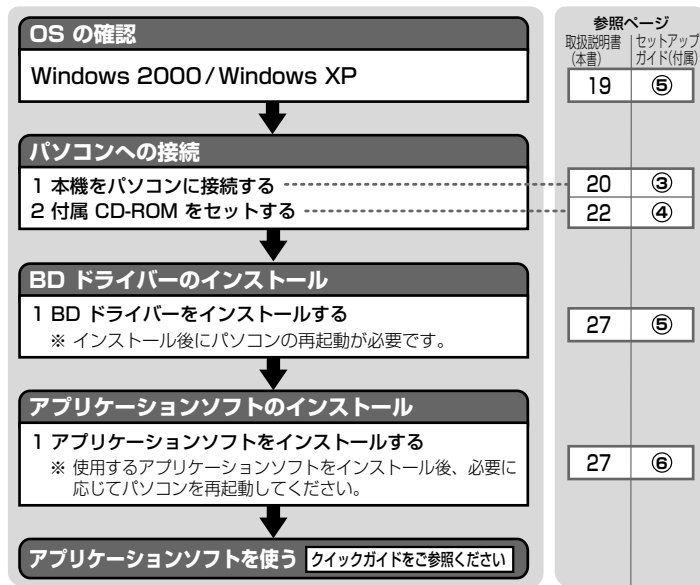 OS の確認
Windows 2000/Windows XP
パソコンへの接続
1 本機をパソコンに接続する
2 付属 CD-ROM をセットする
BD ドライバーのインストール
1 BD ドライバーをインストールする
※ インストール後にパソコンの再起動が必要です。
アプリケーションソフトのインストール
1 アプリケーションソフトをインストールする
※ 使用するアプリケーションソフトをインストール後、必要に
応じてパソコンを再起動してください。
アプリケーションソフトを使う クイックガイドをご参照ください
参照ページ
取扱説明書 セットアップ
(本書) ガイド(付属)
19 ⑤
20 ③
22 ④
27 ⑤
27 ⑥